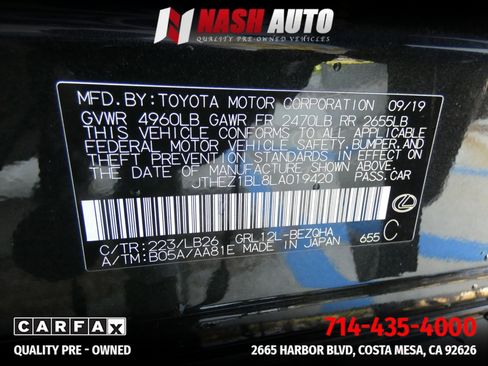 NASH AUTO
QUALITY PRE-OWNED VEHICLES
MFD.BY: TOYOTA MOTOR CORPORATION 09/19
GVWR 4960LB GAWR FR 2470LB RR 2655LB
THIS VEHICLE CONFORMS TO ALL APPLICABLE
FEDERAL MOTOR VEHICLE SAFETY, BUMPER, AND
THEFT PREVENTION STANDARDS IN EFFECT ON
THE DATE OF MANUFACTURE SHOWN ABOVE.
JTHEZ1BL8LA019420 PASS.CAR
C/TR: 223/LB26 GRL12L-BEZQHA
A/TM: B05A/AA81E MADE IN JAPAN 655 C
CARFAX
QUALITY PRE - OWNED
714-435-4000
2665 HARBOR BLVD, COSTA MESA, CA 92626